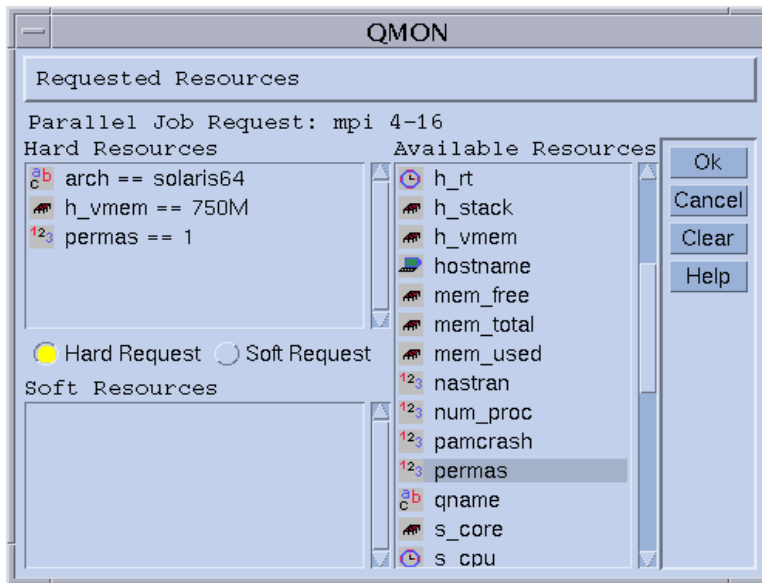 QMON
Requested Resources
Parallel Job Request: mpi 4-16
Hard Resources
arch == solaris64
h_vmem == 750M
permas == 1
Hard Request Soft Request
Soft Resources
Available Resources
h_rt
h_stack
h_vmem
hostname
mem_free
mem_total
mem_used
nastran
num_proc
pamcrash
permas
qname
s_core
s_cpu
Ok
Cancel
Clear
Help